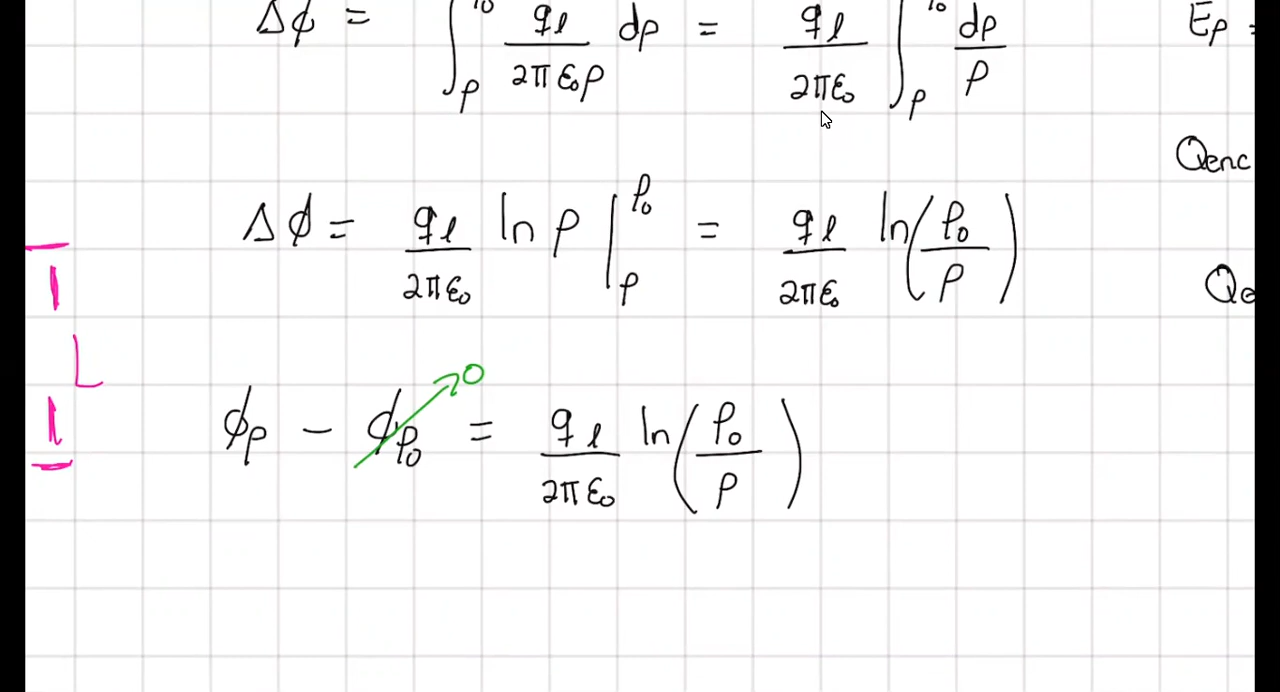 Δϕ = ∫_ρ^ρ₀ qₗ/(2πε₀ρ) dρ = qₗ/(2πε₀) ∫_ρ^ρ₀ dρ/ρ
Eρ =
Qenc
Δϕ = qₗ/(2πε₀) ln ρ |_ρ^ρ₀ = qₗ/(2πε₀) ln(ρ₀/ρ)
L
ϕρ − ϕρ₀ → 0 = qₗ/(2πε₀) ln(ρ₀/ρ)